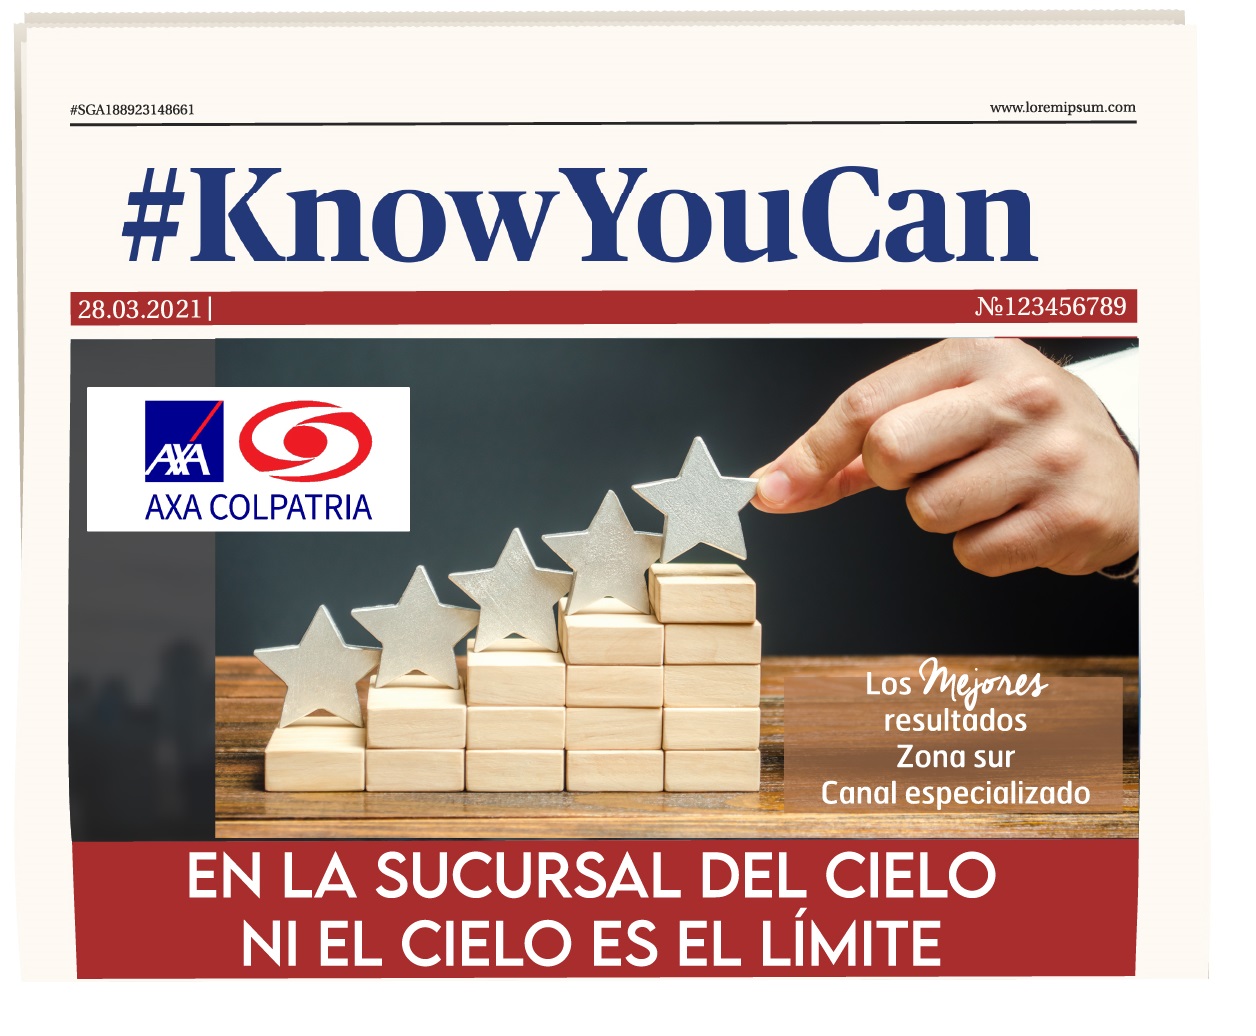 #SGA188923148661
www.loremipsum.com
#KnowYouCan
28.03.2021|
№123456789
AXA
AXA COLPATRIA
Los Mejores
resultados
Zona sur
Canal especializado
EN LA SUCURSAL DEL CIELO
NI EL CIELO ES EL LÍMITE